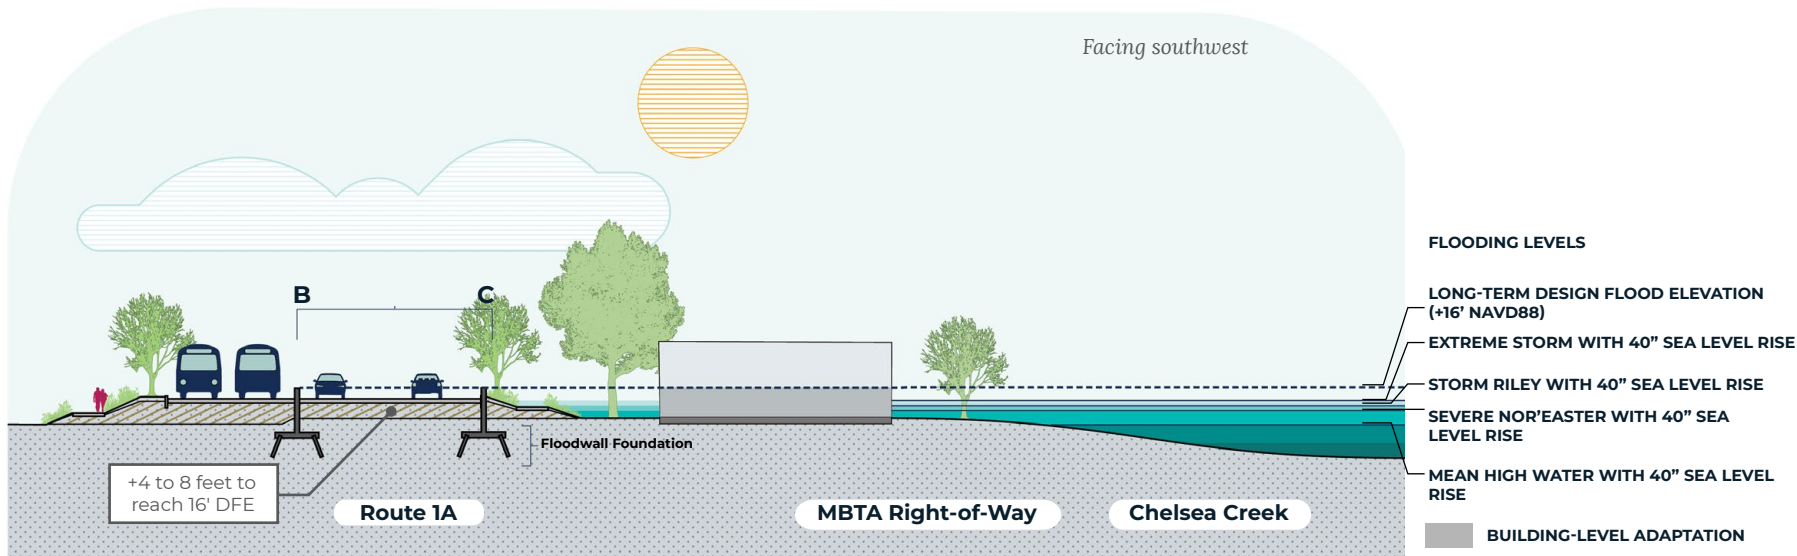 Facing southwest
FLOODING LEVELS
B
C
LONG-TERM DESIGN FLOOD ELEVATION
(+16' NAVD88)
EXTREME STORM WITH 40” SEA LEVEL RISE
STORM RILEY WITH 40” SEA LEVEL RISE
SEVERE NOR’EASTER WITH 40” SEA
LEVEL RISE
Floodwall Foundation
MEAN HIGH WATER WITH 40” SEA LEVEL
RISE
+4 to 8 feet to
reach 16' DFE
Route 1A
MBTA Right-of-Way
Chelsea Creek
BUILDING-LEVEL ADAPTATION